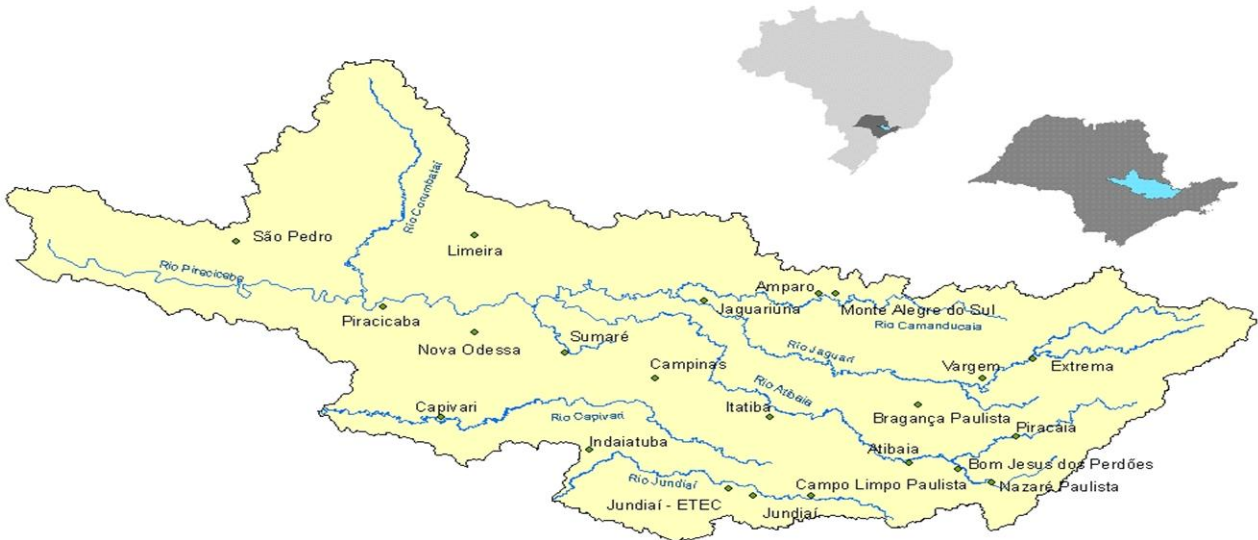 Rio Corumbataí
São Pedro
Limeira
Rio Piracicaba
Amparo
Monte Alegre do Sul
Piracicaba
Jaguariúna
Rio Camanducaia
Nova Odessa
Sumaré
Rio Jaguari
Campinas
Vargem
Extrema
Rio Atibaia
Capivari
Rio Capivari
Itatiba
Bragança Paulista
Piracaia
Indaiatuba
Atibaia
Bom Jesus dos Perdões
Rio Jundiaí
Campo Limpo Paulista
Nazaré Paulista
Jundiaí - ETEC
Jundiaí